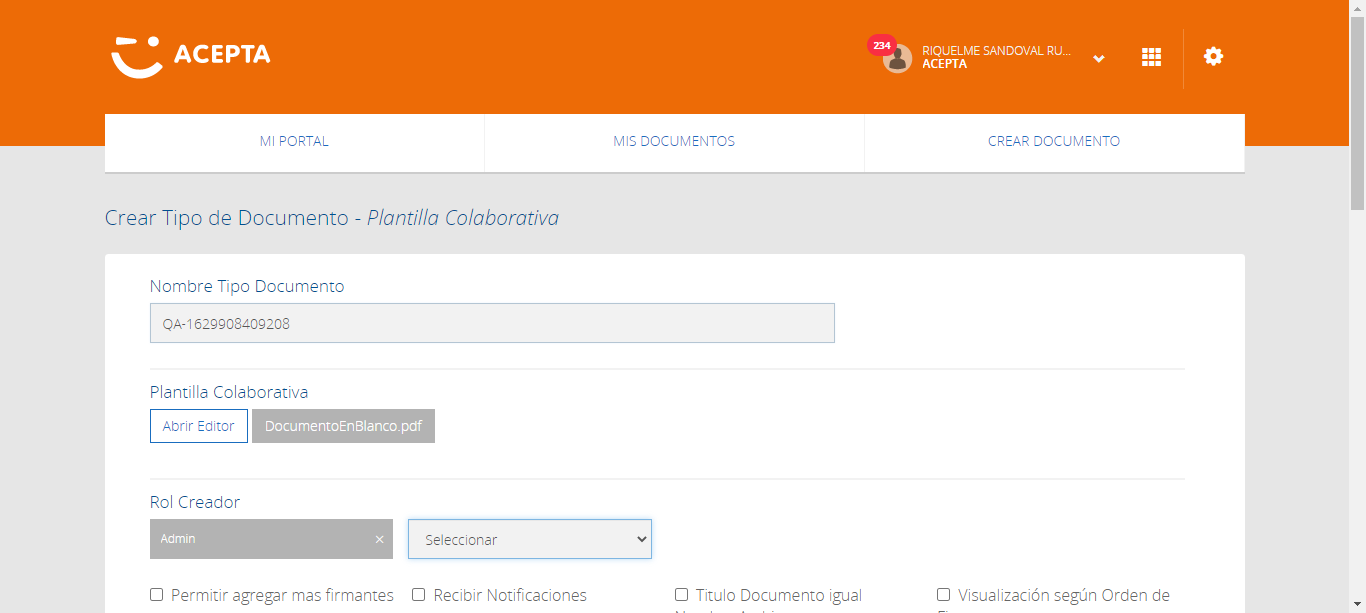 ACEPTA
234
RIQUELME SANDOVAL RU...
ACEPTA
MI PORTAL
MIS DOCUMENTOS
CREAR DOCUMENTO
Crear Tipo de Documento - Plantilla Colaborativa
Nombre Tipo Documento
QA-1629908409208
Plantilla Colaborativa
Abrir Editor
DocumentoEnBlanco.pdf
Rol Creador
Admin ×
Seleccionar
Permitir agregar mas firmantes
Recibir Notificaciones
Titulo Documento igual
Visualización según Orden de